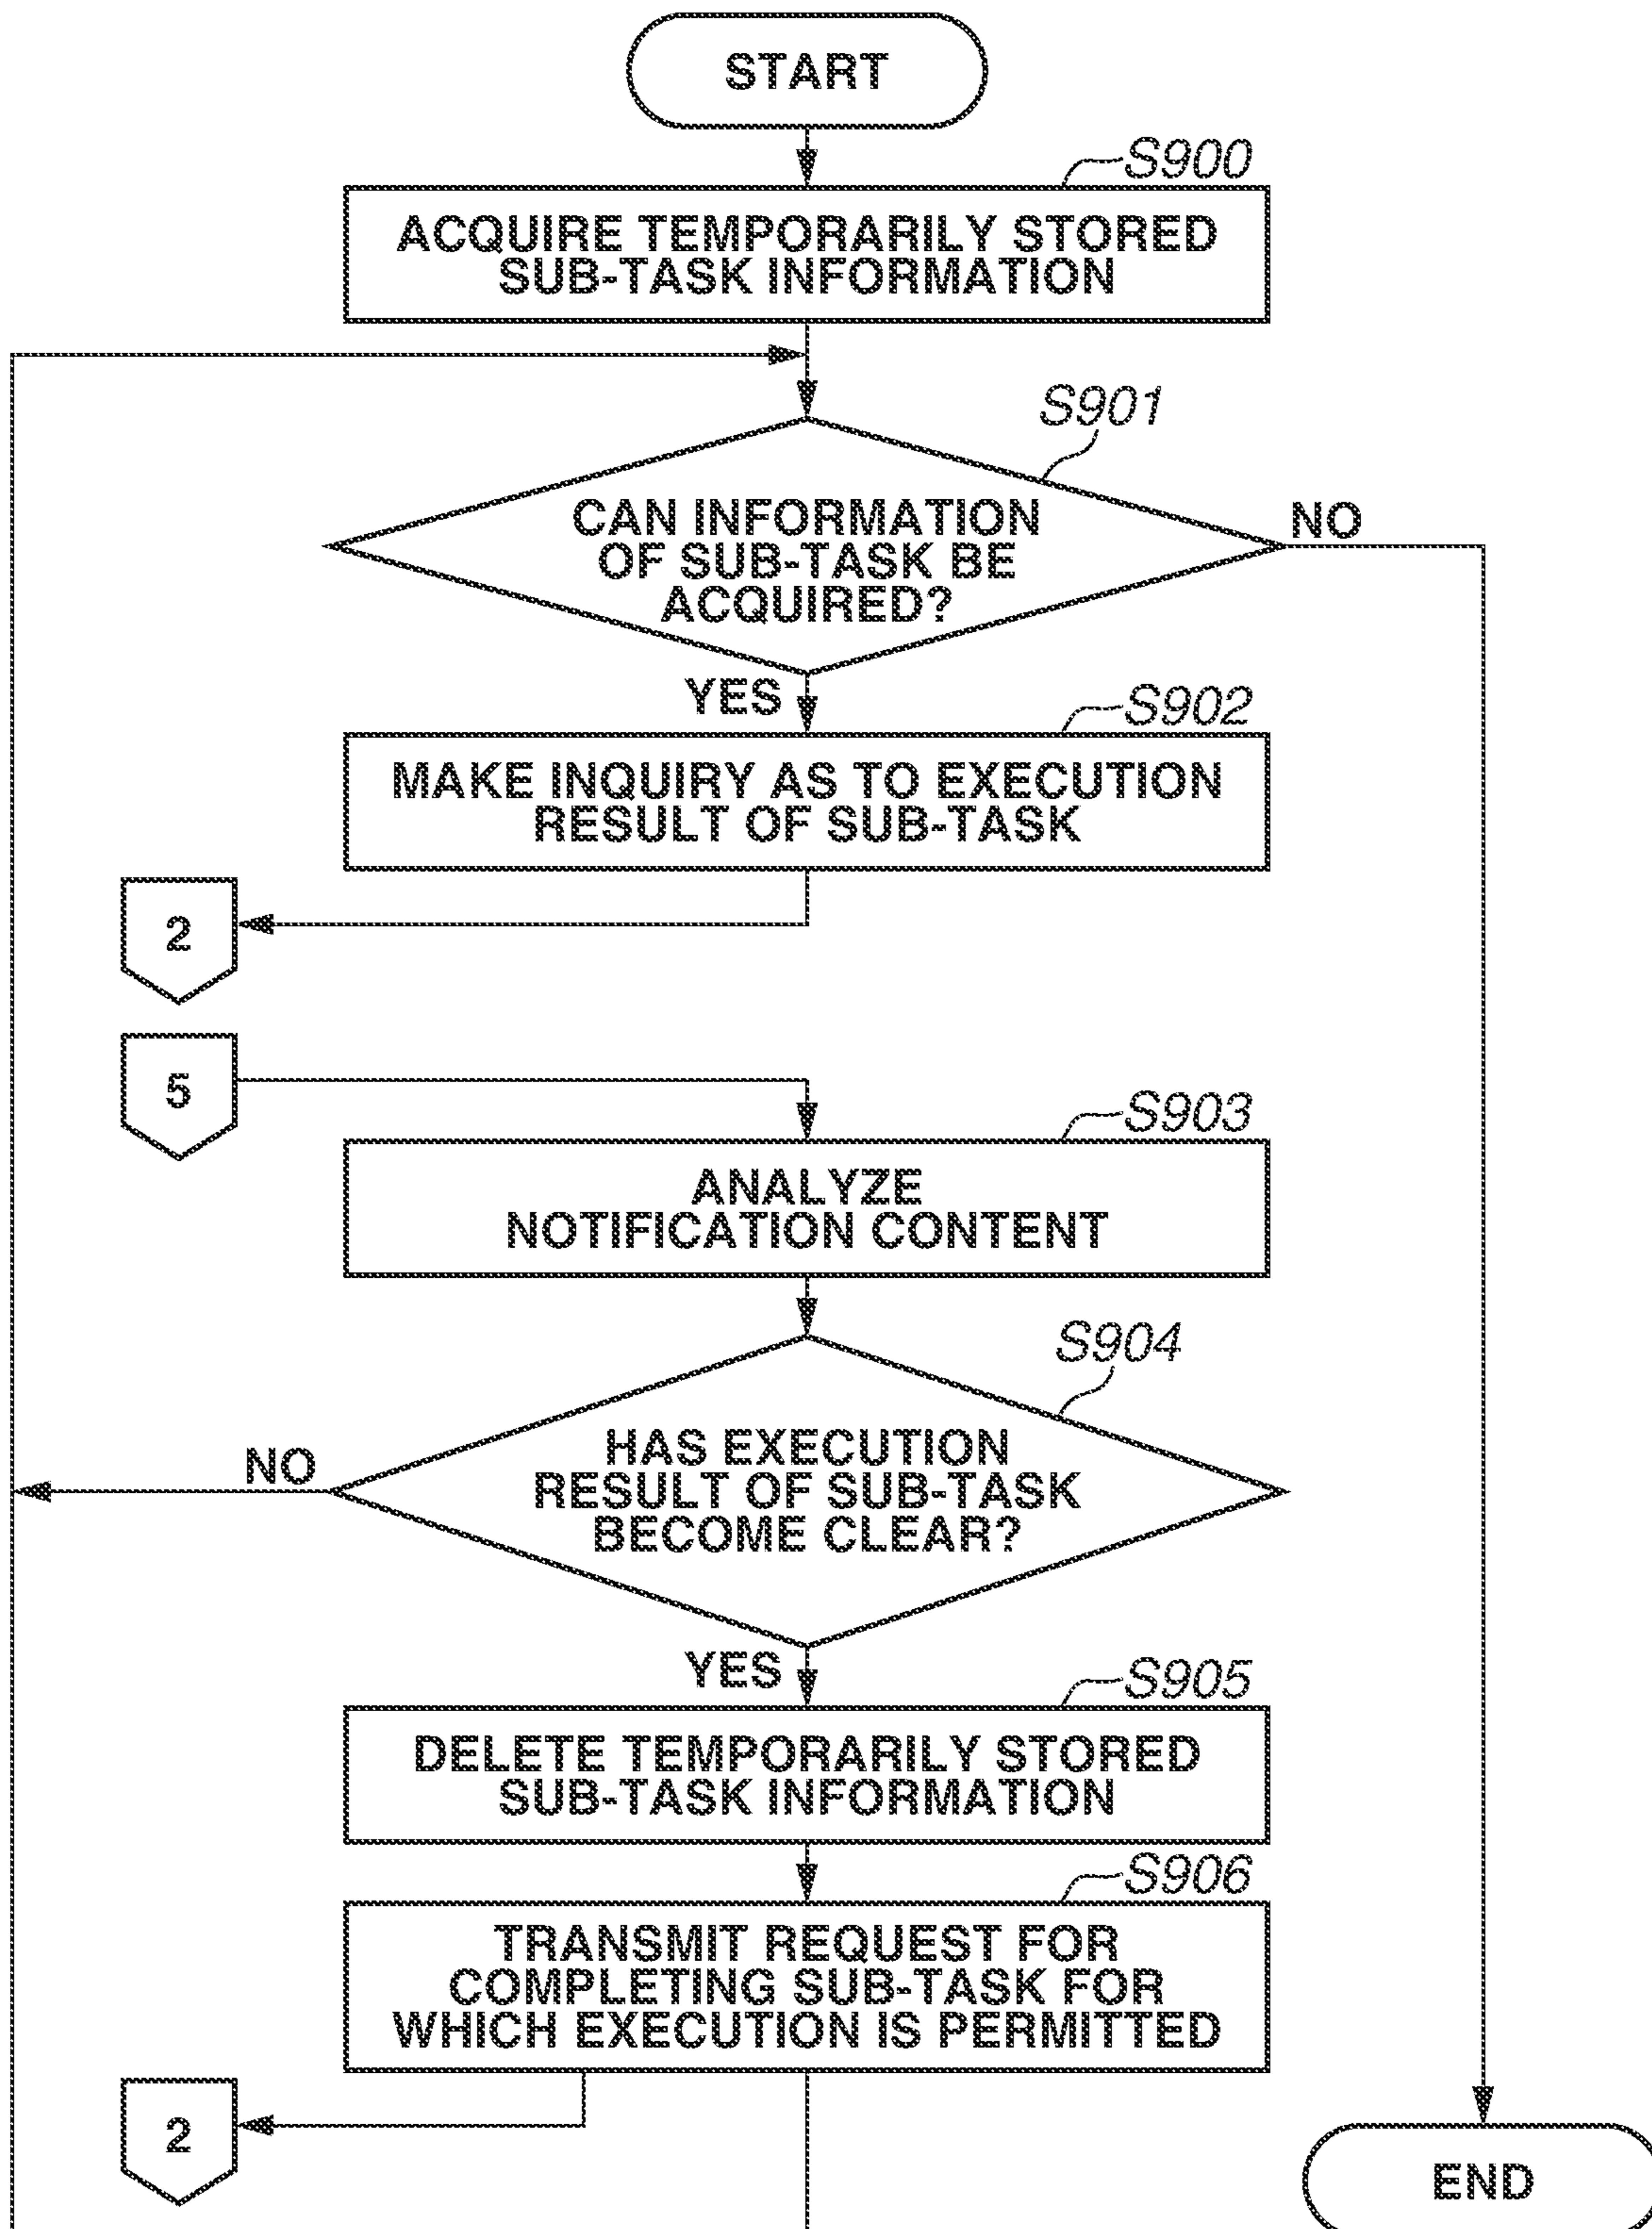 START
S900
ACQUIRE TEMPORARILY STORED
SUB-TASK INFORMATION
S901
CAN INFORMATION
OF SUB-TASK BE
ACQUIRED?
NO
YES
S902
MAKE INQUIRY AS TO EXECUTION
RESULT OF SUB-TASK
2
5
S903
ANALYZE
NOTIFICATION CONTENT
S904
HAS EXECUTION
RESULT OF SUB-TASK
BECOME CLEAR?
NO
YES
S905
DELETE TEMPORARILY STORED
SUB-TASK INFORMATION
S906
TRANSMIT REQUEST FOR
COMPLETING SUB-TASK FOR
WHICH EXECUTION IS PERMITTED
2
END